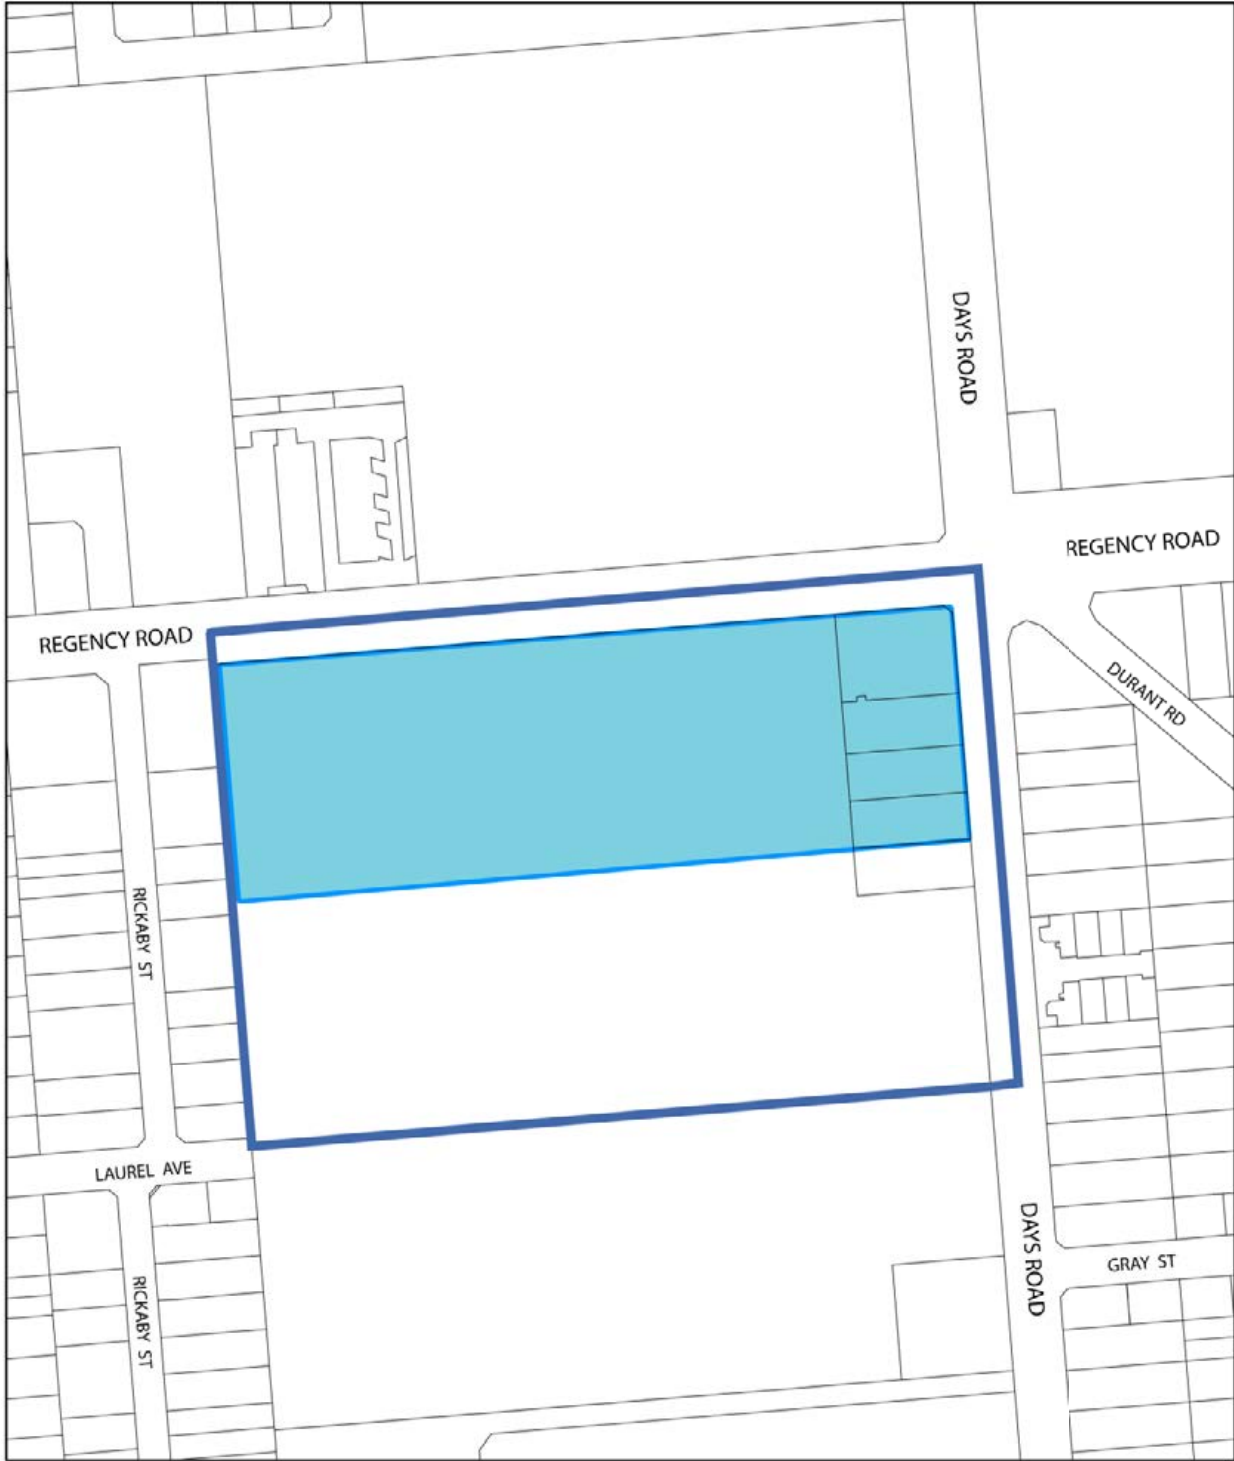 DAYS ROAD
REGENCY ROAD
REGENCY ROAD
DURANT RD
RICKABY ST
LAUREL AVE
DAYS ROAD
GRAY ST
RICKABY ST